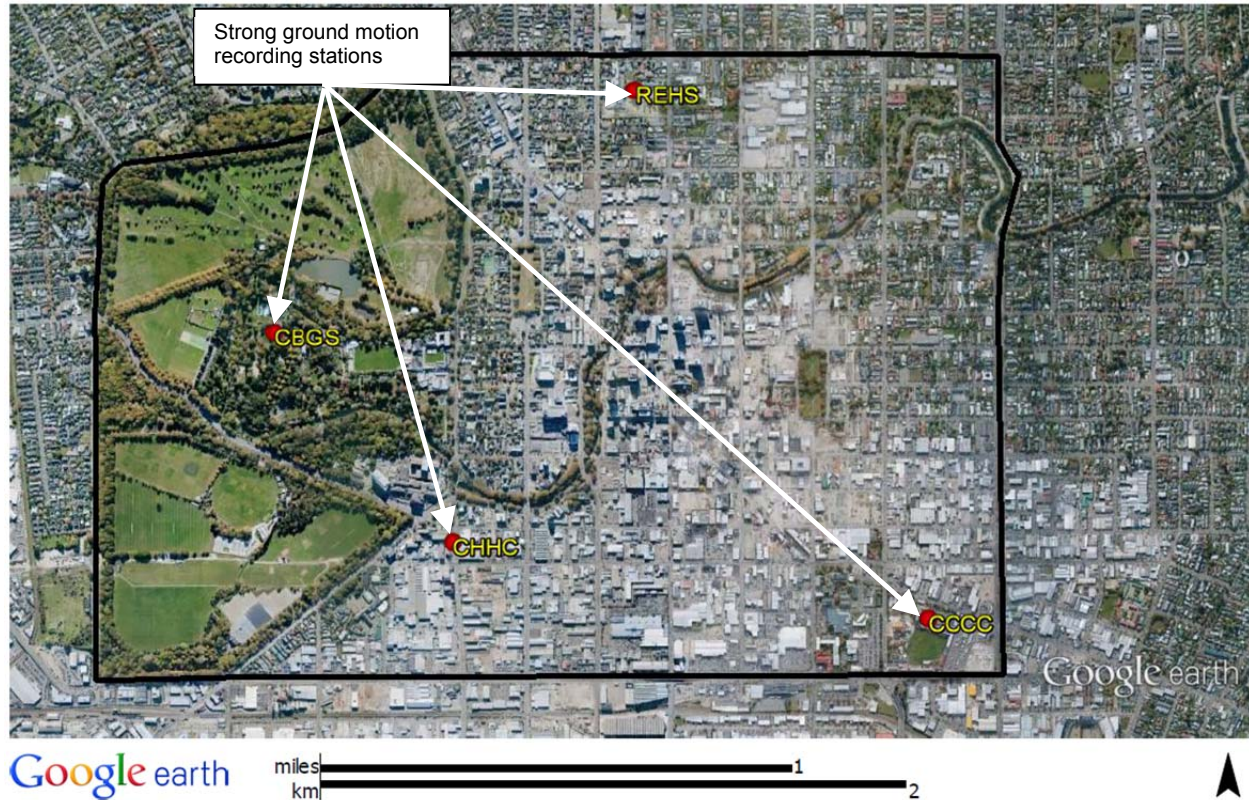 Strong ground motion
recording stations
REHS
CBGS
CHHC
CCCC
Google earth
Google earth
miles 1
km 2